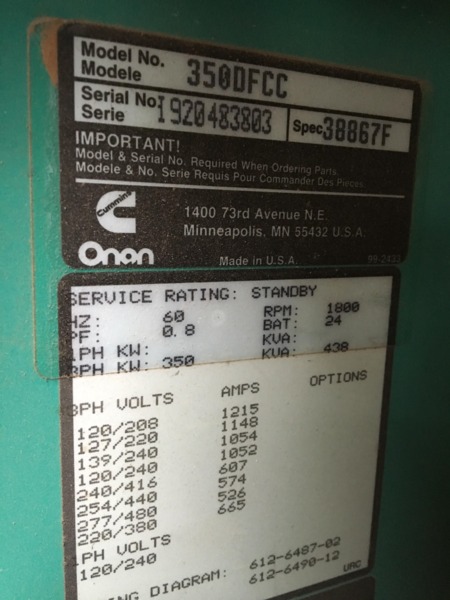 Model No.
Modele 350DFCC
Serial No.
Serie I920483803 Spec 38867F
IMPORTANT!
Model & Serial No. Required When Ordering Parts
Modele & No. Serie Requis Pour Commander Des Pieces
Cummins
1400 73rd Avenue N.E.
Minneapolis, MN 55432 U.S.A.
Onan
Made in U.S.A. 99-2433
SERVICE RATING: STANDBY
HZ: 60 RPM: 1800
PF: 0.8 BAT: 24
1PH KW: KVA:
3PH KW: 350 KVA: 438
3PH VOLTS AMPS OPTIONS
120/208 1215
127/220 1148
139/240 1054
120/240 1052
240/416 607
254/440 574
277/480 526
220/380 665
1PH VOLTS
120/240
NG DIAGRAM: 612-6487-02
612-6490-12